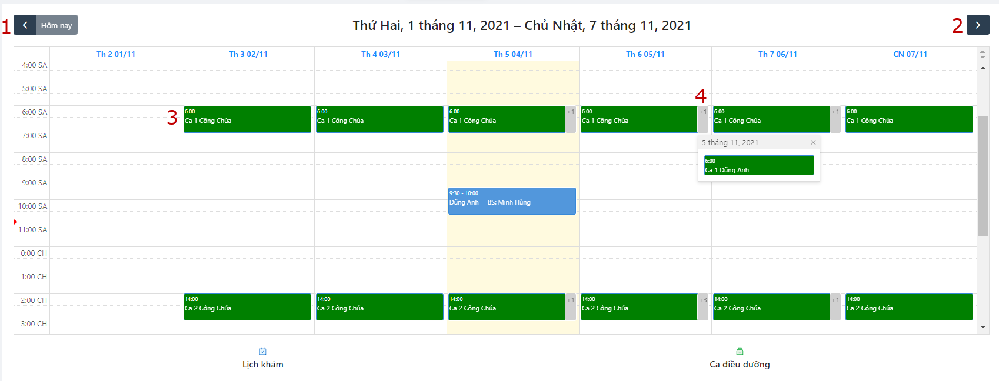 1
Hôm nay
Thứ Hai, 1 tháng 11, 2021 – Chủ Nhật, 7 tháng 11, 2021
2
Th 2 01/11
Th 3 02/11
Th 4 03/11
Th 5 04/11
Th 6 05/11
Th 7 06/11
CN 07/11
4:00 SA
5:00 SA
4
6:00 SA
3
6:00
Ca 1 Công Chúa
6:00
Ca 1 Công Chúa
6:00
Ca 1 Công Chúa
+1
6:00
Ca 1 Công Chúa
+1
6:00
Ca 1 Công Chúa
+1
6:00
Ca 1 Công Chúa
7:00 SA
5 tháng 11, 2021
6:00
Ca 1 Dũng Anh
8:00 SA
9:00 SA
9:30 - 10:00
Dũng Anh -- BS: Minh Hùng
10:00 SA
11:00 SA
0:00 CH
1:00 CH
2:00 CH
14:00
Ca 2 Công Chúa
14:00
Ca 2 Công Chúa
14:00
Ca 2 Công Chúa
+1
14:00
Ca 2 Công Chúa
+3
14:00
Ca 2 Công Chúa
+1
14:00
Ca 2 Công Chúa
3:00 CH
Lịch khám
Ca điều dưỡng